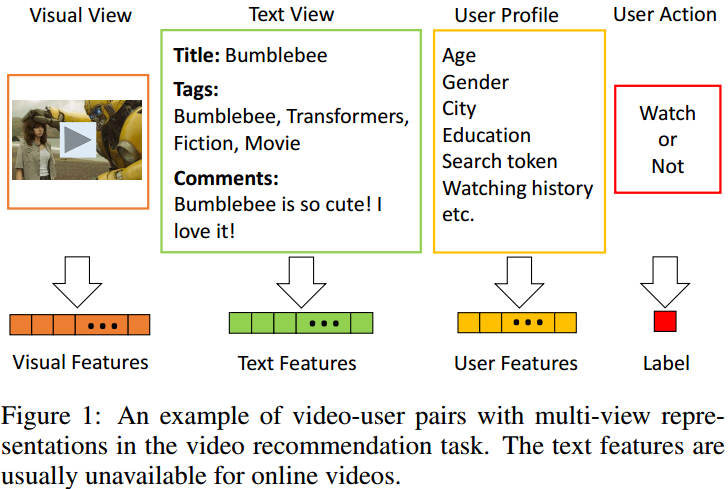 Visual View
Text View
User Profile
User Action
Title: Bumblebee
Tags:
Bumblebee, Transformers,
Fiction, Movie
Comments:
Bumblebee is so cute! I
love it!
Age
Gender
City
Education
Search token
Watching history
etc.
Watch
or
Not
Visual Features
Text Features
User Features
Label
Figure 1: An example of video-user pairs with multi-view repre-
sentations in the video recommendation task. The text features are
usually unavailable for online videos.